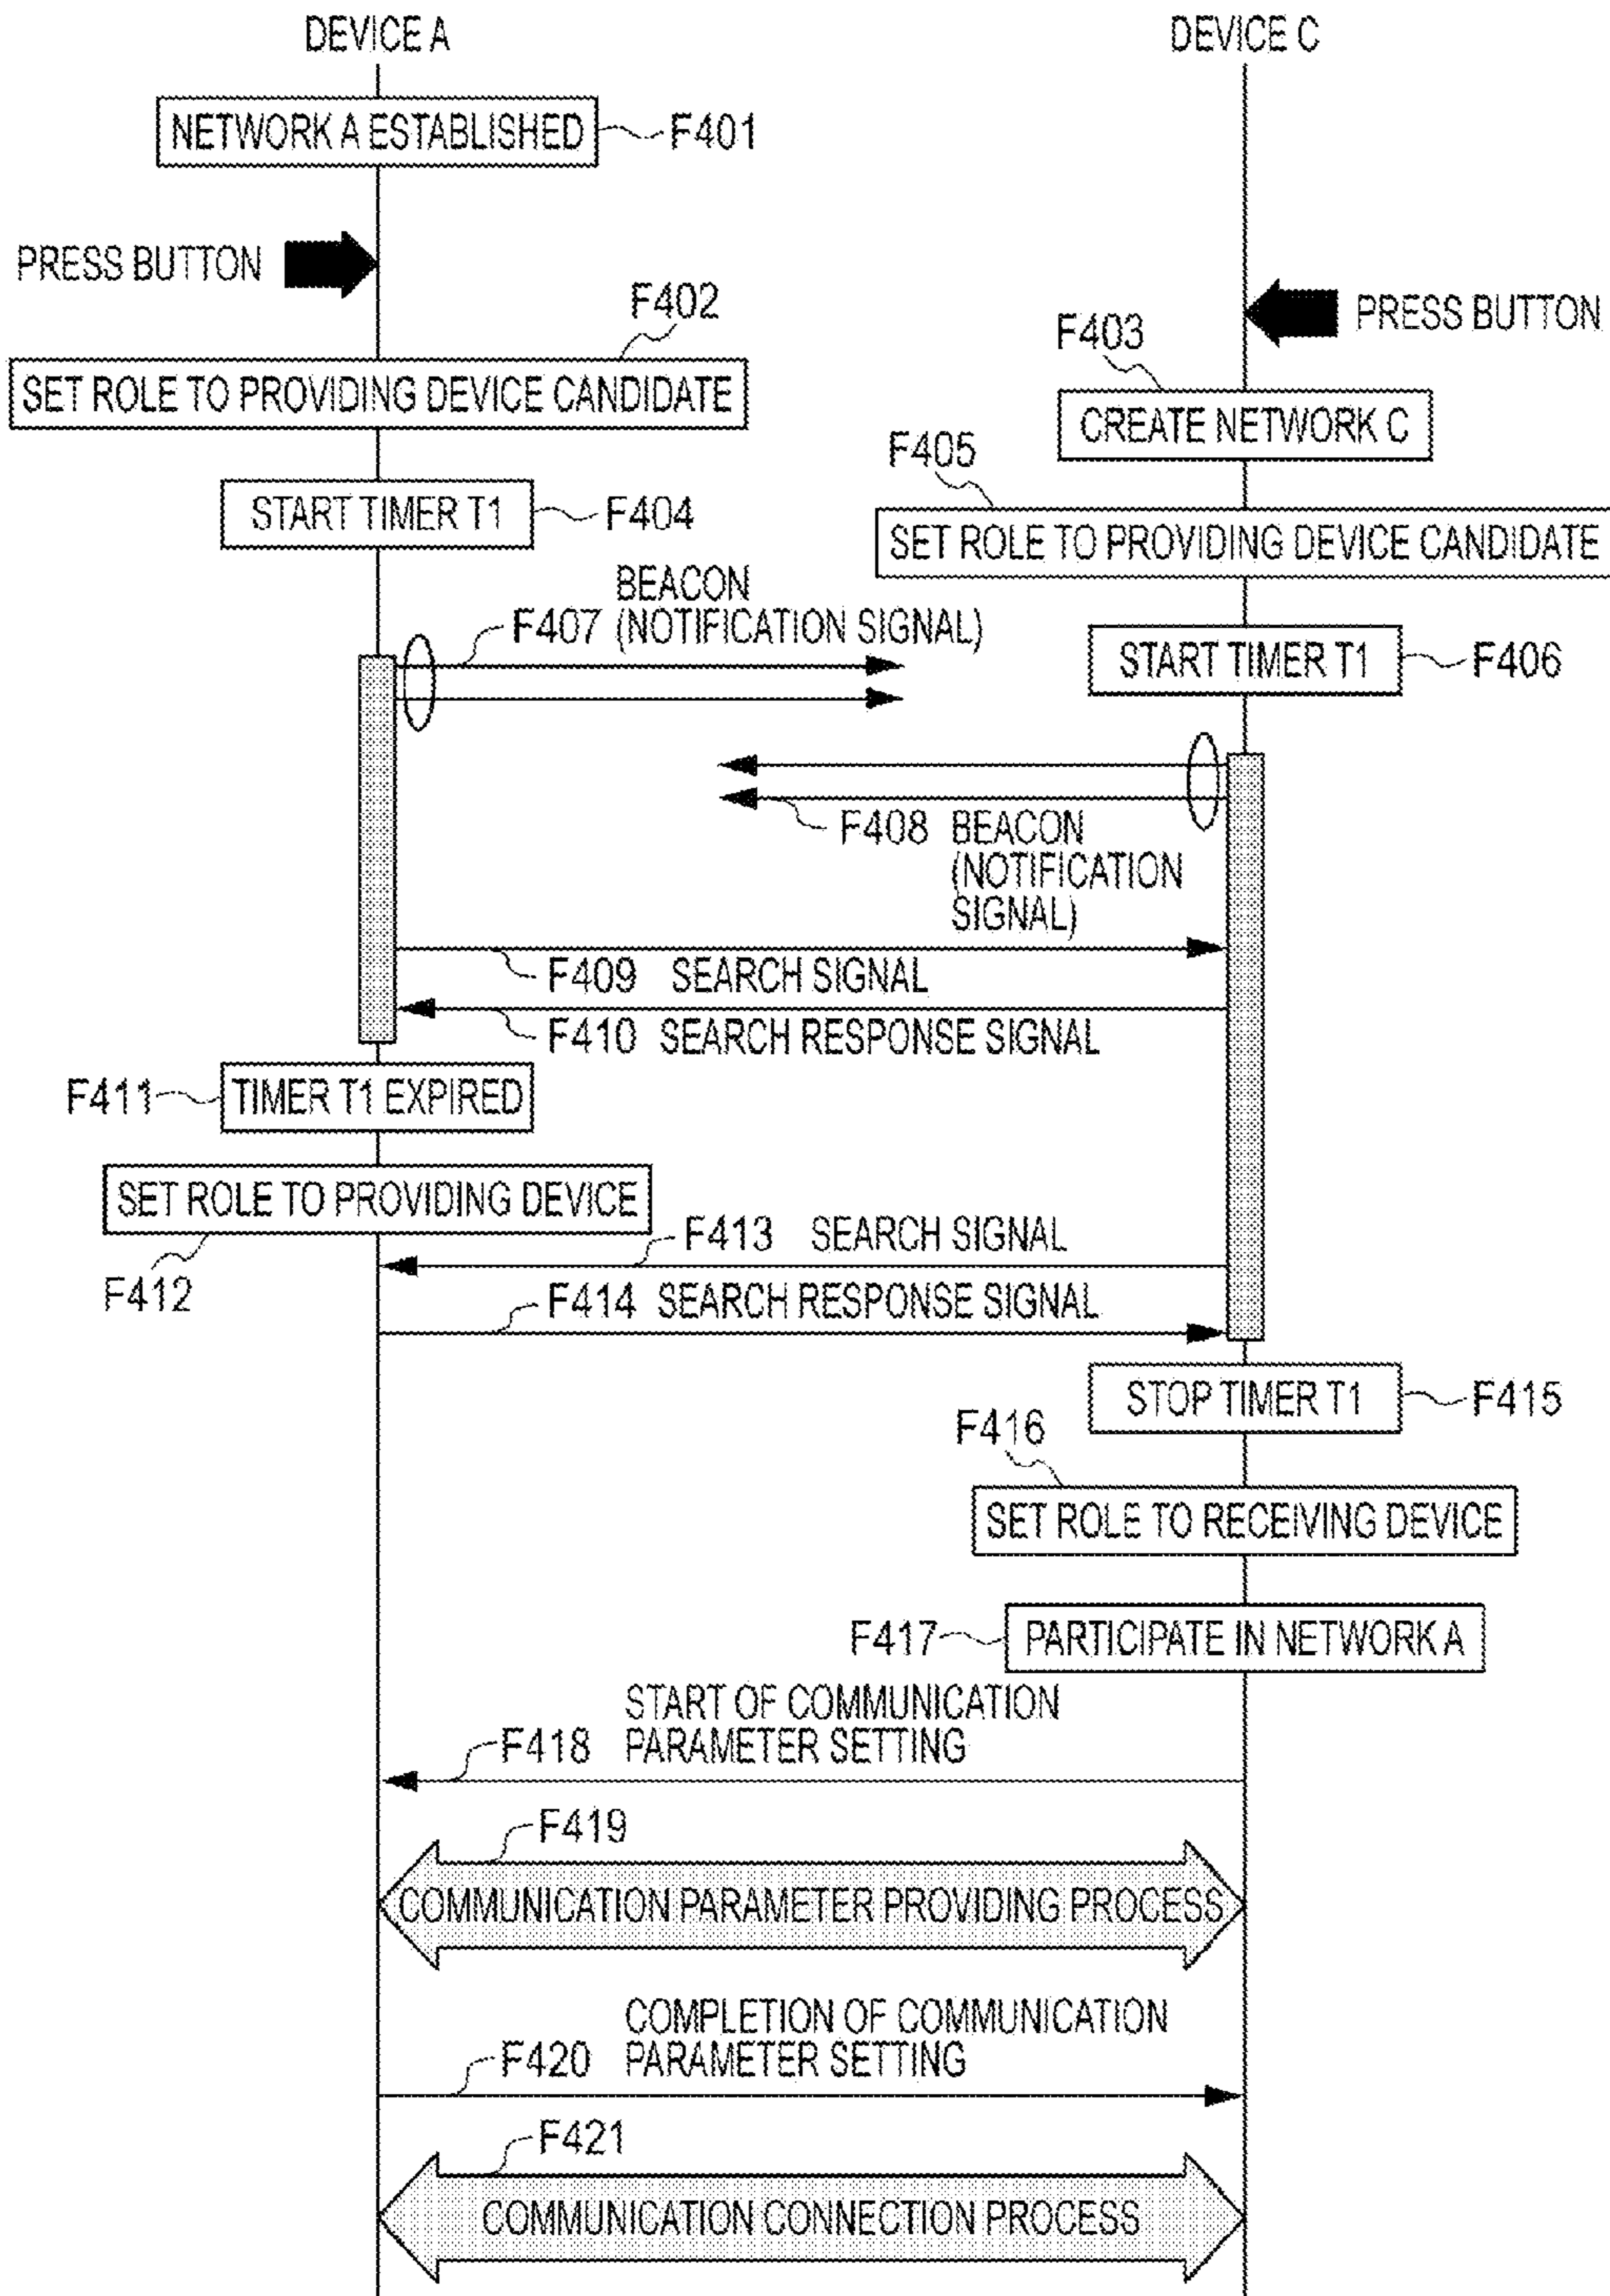 DEVICE A
DEVICE C
NETWORK A ESTABLISHED
F401
PRESS BUTTON
PRESS BUTTON
F402
F403
SET ROLE TO PROVIDING DEVICE CANDIDATE
CREATE NETWORK C
F405
START TIMER T1
F404
SET ROLE TO PROVIDING DEVICE CANDIDATE
BEACON
F407 (NOTIFICATION SIGNAL)
START TIMER T1
F406
F408 BEACON
(NOTIFICATION
SIGNAL)
F409 SEARCH SIGNAL
F410 SEARCH RESPONSE SIGNAL
F411
TIMER T1 EXPIRED
SET ROLE TO PROVIDING DEVICE
F413 SEARCH SIGNAL
F412
F414 SEARCH RESPONSE SIGNAL
STOP TIMER T1
F415
F416
SET ROLE TO RECEIVING DEVICE
F417
PARTICIPATE IN NETWORK A
START OF COMMUNICATION
F418 PARAMETER SETTING
F419
COMMUNICATION PARAMETER PROVIDING PROCESS
COMPLETION OF COMMUNICATION
F420 PARAMETER SETTING
F421
COMMUNICATION CONNECTION PROCESS